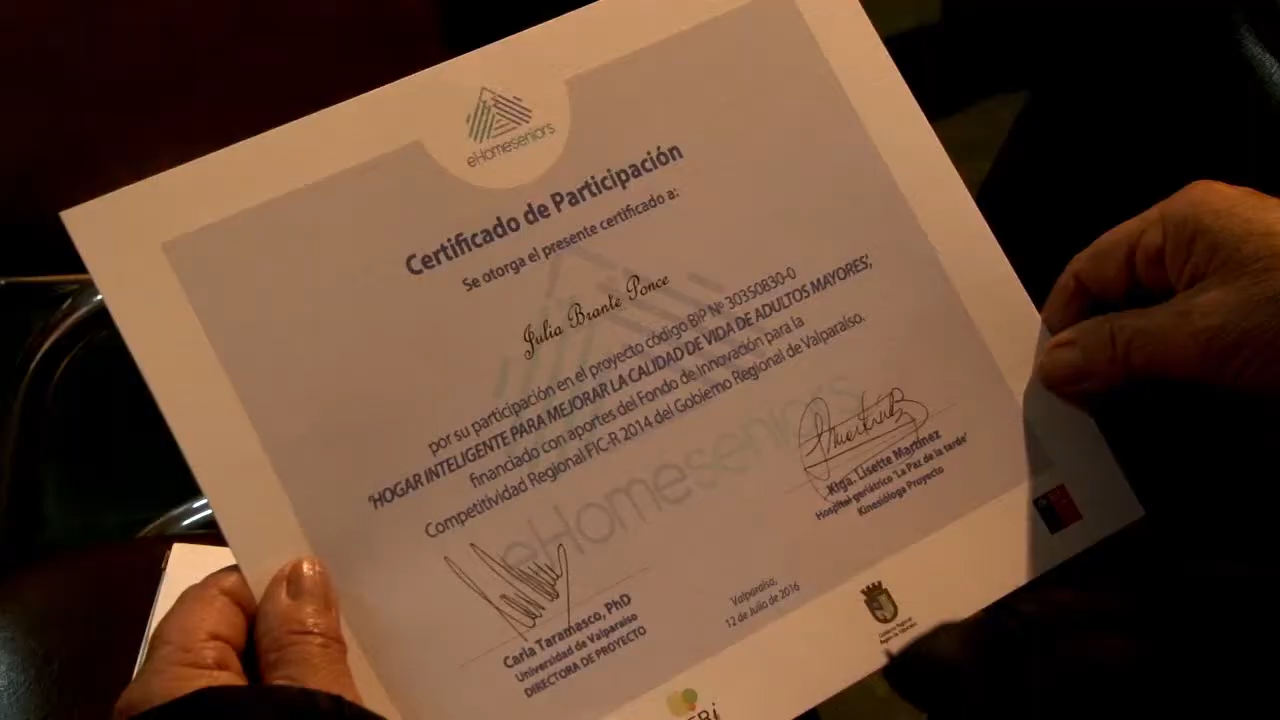 eHomeseniors
Certificado de Participación
Se otorga el presente certificado a:
Julia Brante Ponce
por su participación en el proyecto código BIP Nº 30350830-0
"HOGAR INTELIGENTE PARA MEJORAR LA CALIDAD DE VIDA DE ADULTOS MAYORES",
financiado con aportes del Fondo de Innovación para la
Competitividad Regional FIC-R 2014 del Gobierno Regional de Valparaíso.
eHomeseniors
Klga. Lisette Martínez
Hospital geriátrico "La Paz de la tarde"
Kinesióloga Proyecto
Carla Taramasco, PhD
Universidad de Valparaíso
DIRECTORA DE PROYECTO
Valparaíso,
12 de Julio de 2016
Gobierno Regional